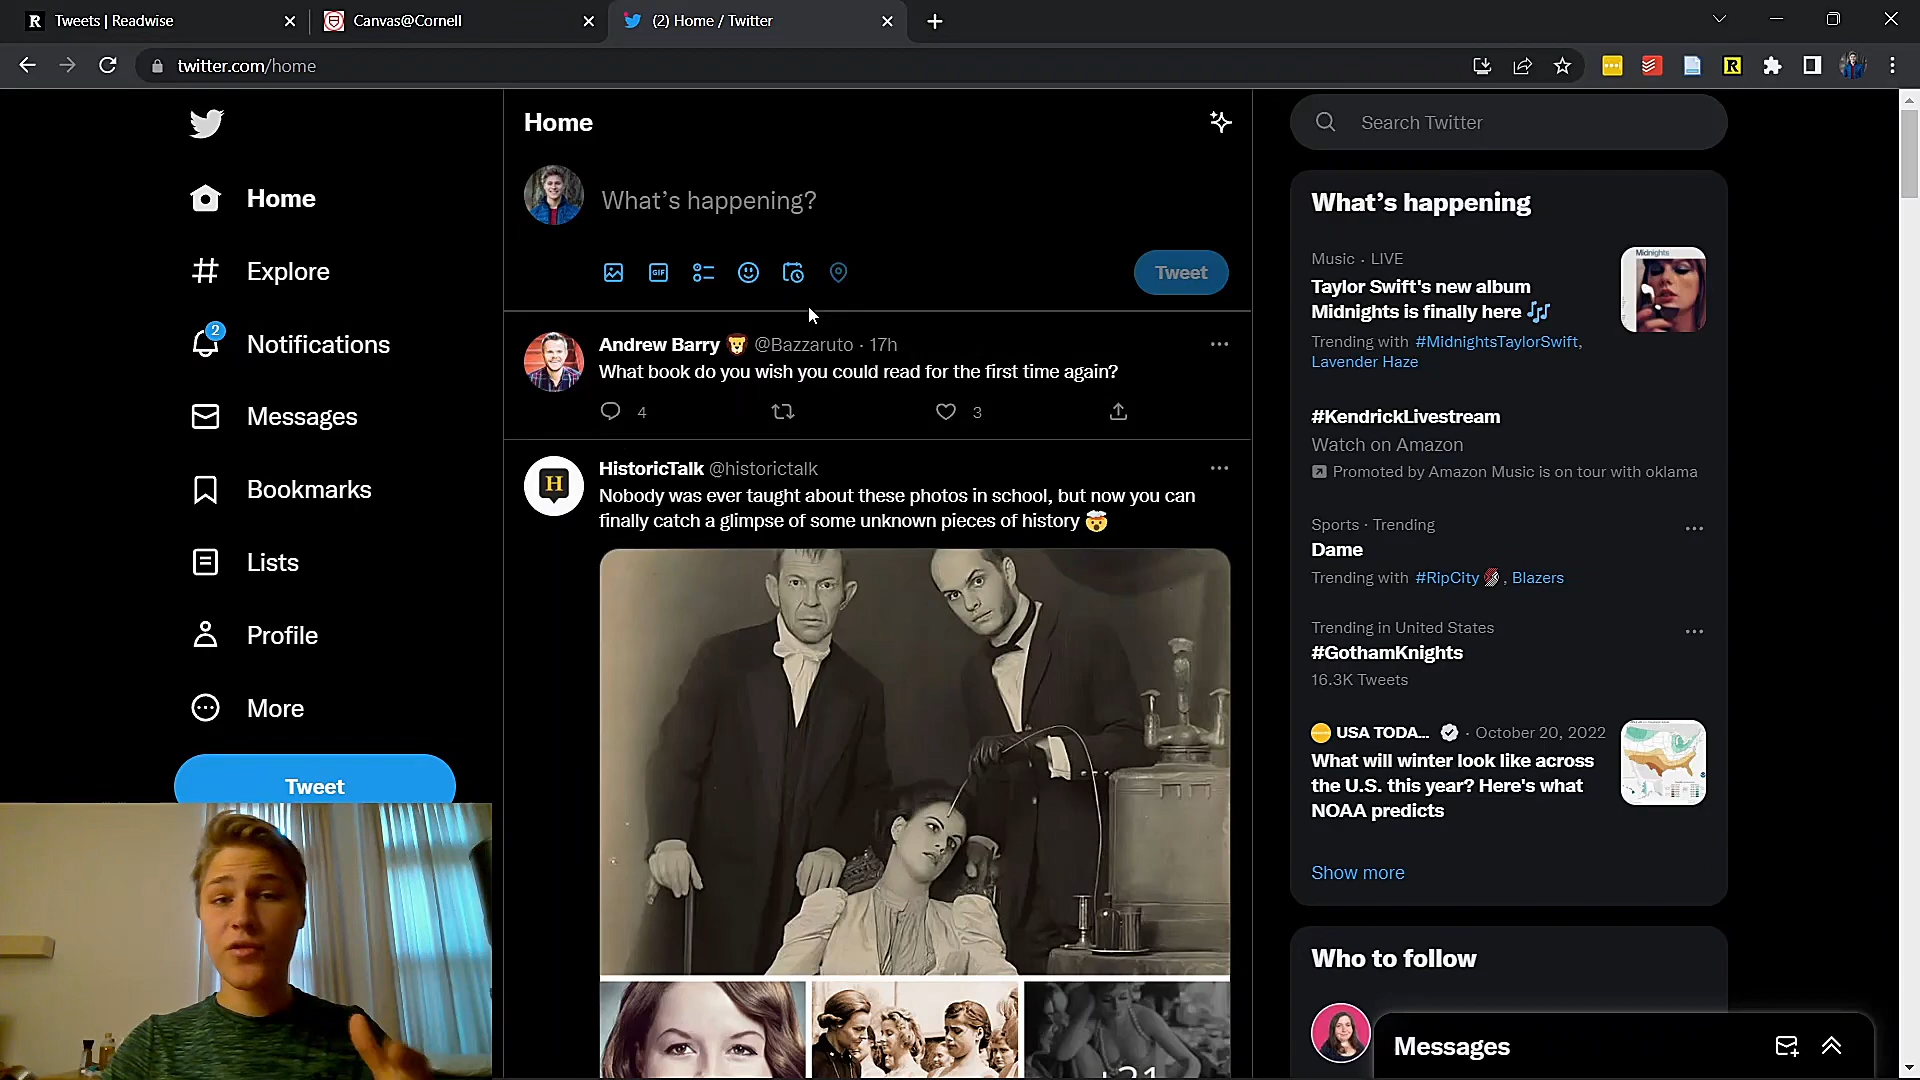 Tweets | Readwise
Canvas@Cornell
(2) Home / Twitter
twitter.com/home
Home
Explore
2
Notifications
Messages
Bookmarks
Lists
Profile
More
Tweet
Home
What's happening?
GIF
Tweet
Andrew Barry 🦁 @Bazzaruto · 17h
What book do you wish you could read for the first time again?
4
3
HistoricTalk @historictalk
Nobody was ever taught about these photos in school, but now you can
finally catch a glimpse of some unknown pieces of history 🤯
H
+21
Search Twitter
What's happening
Music · LIVE
Taylor Swift's new album
Midnights is finally here 🎶
Trending with #MidnightsTaylorSwift,
Lavender Haze
Midnights
#KendrickLivestream
Watch on Amazon
Promoted by Amazon Music is on tour with oklama
Sports · Trending
Dame
Trending with #RipCity , Blazers
Trending in United States
#GothamKnights
16.3K Tweets
USA TODA... · October 20, 2022
What will winter look like across
the U.S. this year? Here's what
NOAA predicts
Show more
Who to follow
Messages